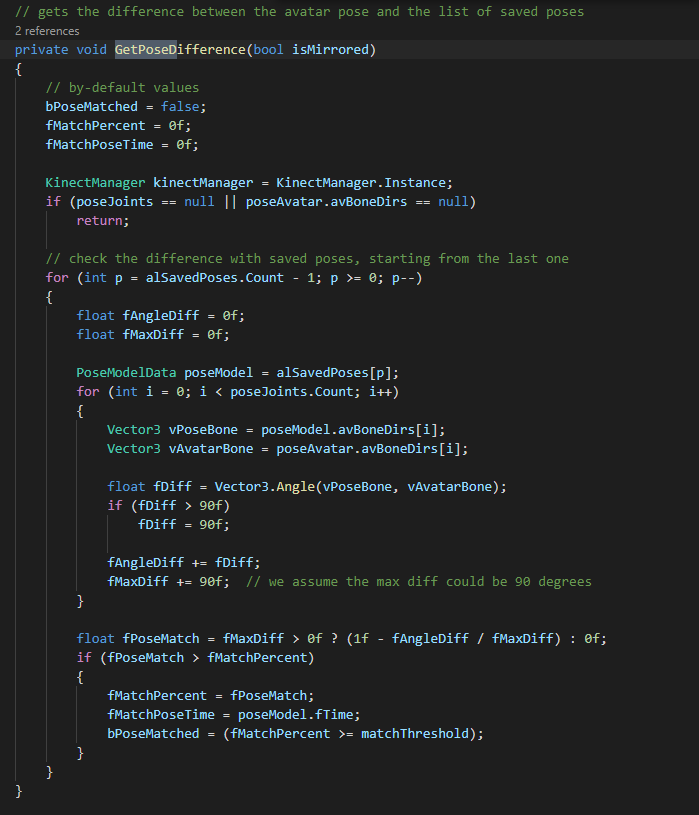 // gets the difference between the avatar pose and the list of saved poses
2 references
private void GetPoseDifference(bool isMirrored)
{
// by-default values
bPoseMatched = false;
fMatchPercent = 0f;
fMatchPoseTime = 0f;
KinectManager kinectManager = KinectManager.Instance;
if (poseJoints == null || poseAvatar.avBoneDirs == null)
return;
// check the difference with saved poses, starting from the last one
for (int p = alSavedPoses.Count - 1; p >= 0; p--)
{
float fAngleDiff = 0f;
float fMaxDiff = 0f;
PoseModelData poseModel = alSavedPoses[p];
for (int i = 0; i < poseJoints.Count; i++)
{
Vector3 vPoseBone = poseModel.avBoneDirs[i];
Vector3 vAvatarBone = poseAvatar.avBoneDirs[i];
float fDiff = Vector3.Angle(vPoseBone, vAvatarBone);
if (fDiff > 90f)
fDiff = 90f;
fAngleDiff += fDiff;
fMaxDiff += 90f;  // we assume the max diff could be 90 degrees
}
float fPoseMatch = fMaxDiff > 0f ? (1f - fAngleDiff / fMaxDiff) : 0f;
if (fPoseMatch > fMatchPercent)
{
fMatchPercent = fPoseMatch;
fMatchPoseTime = poseModel.fTime;
bPoseMatched = (fMatchPercent >= matchThreshold);
}
}
}